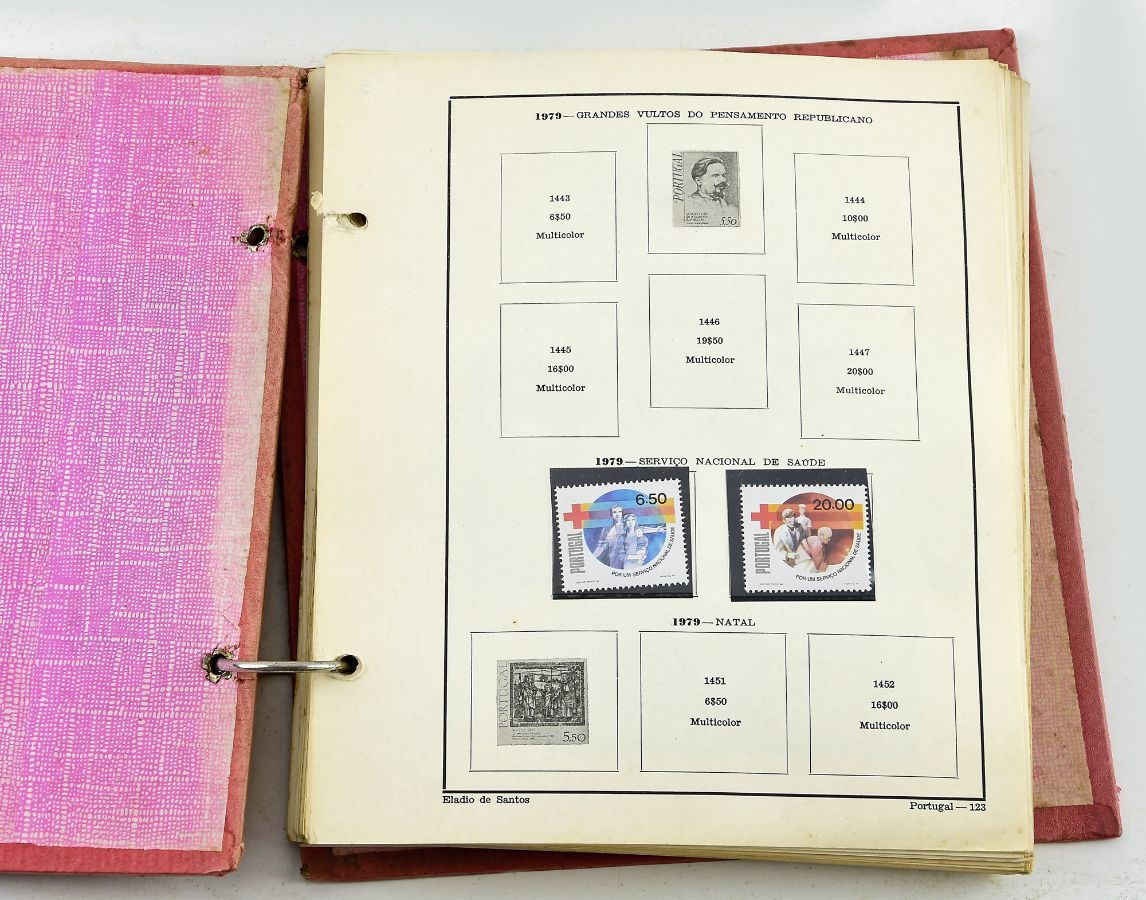 1979—GRANDES VULTOS DO PENSAMENTO REPUBLICANO
1443
6$50
Multicolor
PORTUGAL
5.50
1444
10$00
Multicolor
1445
16$00
Multicolor
1446
19$50
Multicolor
1447
20$00
Multicolor
1979—SERVIÇO NACIONAL DE SAÚDE
6.50
PORTUGAL
POR UM SERVIÇO NACIONAL DE SAÚDE
20.00
PORTUGAL
POR UM SERVIÇO NACIONAL DE SAÚDE
1979—NATAL
PORTUGAL
5.50
1451
6$50
Multicolor
1452
16$00
Multicolor
Eladio de Santos
Portugal — 123